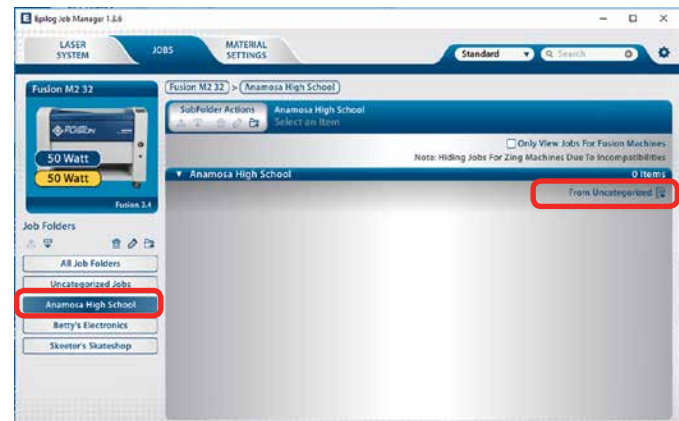 Epilog Job Manager 1.3.6
LASER SYSTEM
JOBS
MATERIAL SETTINGS
Standard
Search
Fusion M2 32
Fusion M2 32 > Anamosa High School
SubFolder Actions
Anamosa High School
Select an Item
EPILOG
Only View Jobs For Fusion Machines
Note: Hiding Jobs For Zing Machines Due To Incompatibilities
50 Watt
50 Watt
Anamosa High School
0 Items
From Uncategorized
Job Folders
All Job Folders
Uncategorized Jobs
Anamosa High School
Betty's Electronics
Skeeter's Skateshop